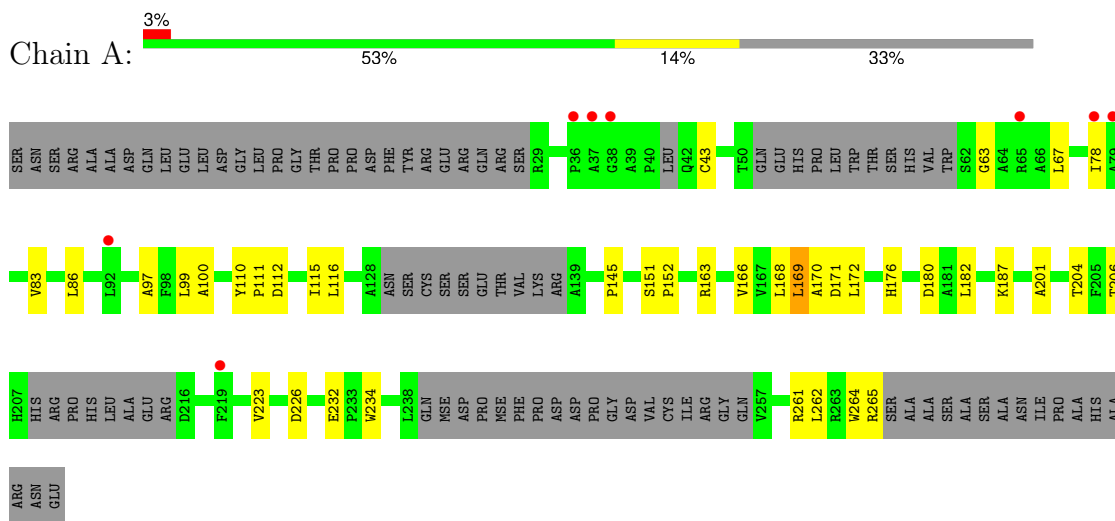 3%
Chain A:
53% 14% 33%
SER ASN SER ARG ALA ALA ASP GLN LEU GLU GLU LEU ASP GLY LEU PRO GLY THR PRO PRO ASP PHE TYR ARG GLU ARG GLN ARG SER R29 P36 A37 G38 A39 P40 LEU Q42 C43 T50 GLN GLU HIS PRO LEU TRP THR SER HIS VAL TRP S62 G63 A64 R65 A66 L67 I78 A79
V83 L86 L92 A97 F98 L99 A100 Y110 P111 D112 I115 L116 A128 ASN SER CYS SER SER GLU THR VAL LYS ARG A139 P145 S151 P152 R163 V166 V167 L168 L169 A170 D171 L172 H176 D180 A181 L182 K187 A201 T204 F205 T206
H207 HIS ARG PRO HIS LEU ALA GLU ARG D216 F219 V223 D226 E232 P233 W234 L238 GLN MSE ASP PRO MSE PHE PRO ASP ASP PRO GLY ASP VAL CYS ILE ARG GLY GLN V257 R261 L262 R263 W264 R265 SER ALA ALA SER ALA SER ALA ASN ILE PRO ALA HIS ALA
ARG ASN GLU